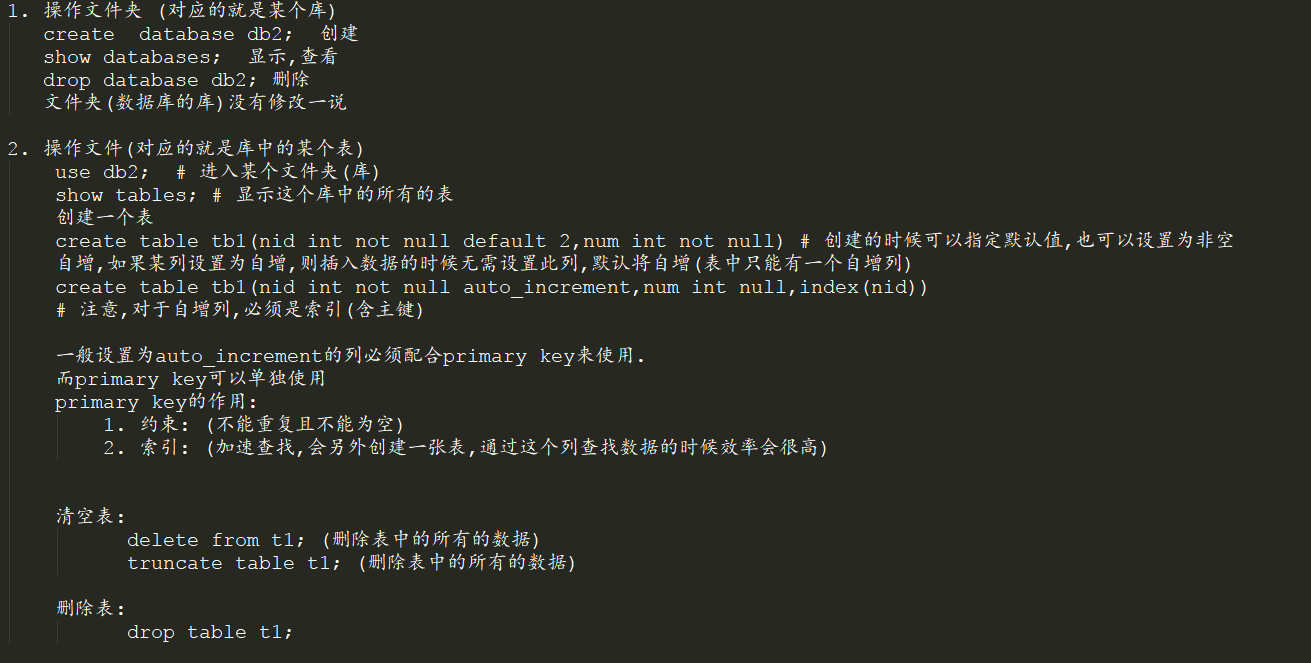 1. 操作文件夹 (对应的就是某个库)
create  database db2;  创建
show databases;  显示,查看
drop database db2; 删除
文件夹(数据库的库)没有修改一说
2. 操作文件(对应的就是库中的某个表)
use db2;  # 进入某个文件夹(库)
show tables; # 显示这个库中的所有的表
创建一个表
create table tb1(nid int not null default 2,num int not null) # 创建的时候可以指定默认值,也可以设置为非空
自增,如果某列设置为自增,则插入数据的时候无需设置此列,默认将自增(表中只能有一个自增列)
create table tb1(nid int not null auto_increment,num int null,index(nid))
# 注意,对于自增列,必须是索引(含主键)
一般设置为auto_increment的列必须配合primary key来使用.
而primary key可以单独使用
primary key的作用:
1. 约束: (不能重复且不能为空)
2. 索引: (加速查找,会另外创建一张表,通过这个列查找数据的时候效率会很高)
清空表:
delete from t1; (删除表中的所有的数据)
truncate table t1; (删除表中的所有的数据)
删除表:
drop table t1;